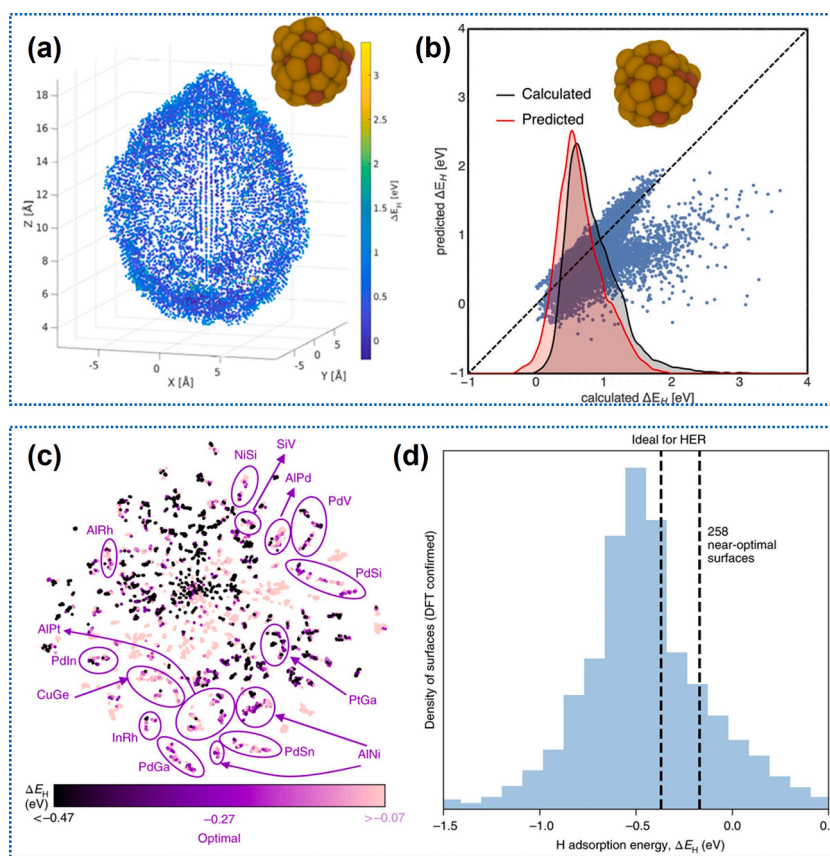 (a)
18
16
14
12
10
8
6
4
Z [Å]
-5
0
5
X [Å]
-5
0
5
Y [Å]
3
2.5
2
1.5
1
0.5
0
ΔE_H [eV]
(b)
Calculated
Predicted
4
3
2
1
0
-1
predicted ΔE_H [eV]
-1
0
1
2
3
4
calculated ΔE_H [eV]
(c)
SiV
NiSi
AlPd
PdV
AlRh
PdSi
AlPt
PdIn
CuGe
PtGa
InRh
PdSn
AlNi
PdGa
ΔE_H
(eV)
<-0.47
-0.27
>-0.07
Optimal
(d)
Ideal for HER
258
near-optimal
surfaces
Density of surfaces (DFT confirmed)
-1.5
-1.0
-0.5
0.0
H adsorption energy, ΔE_H (eV)